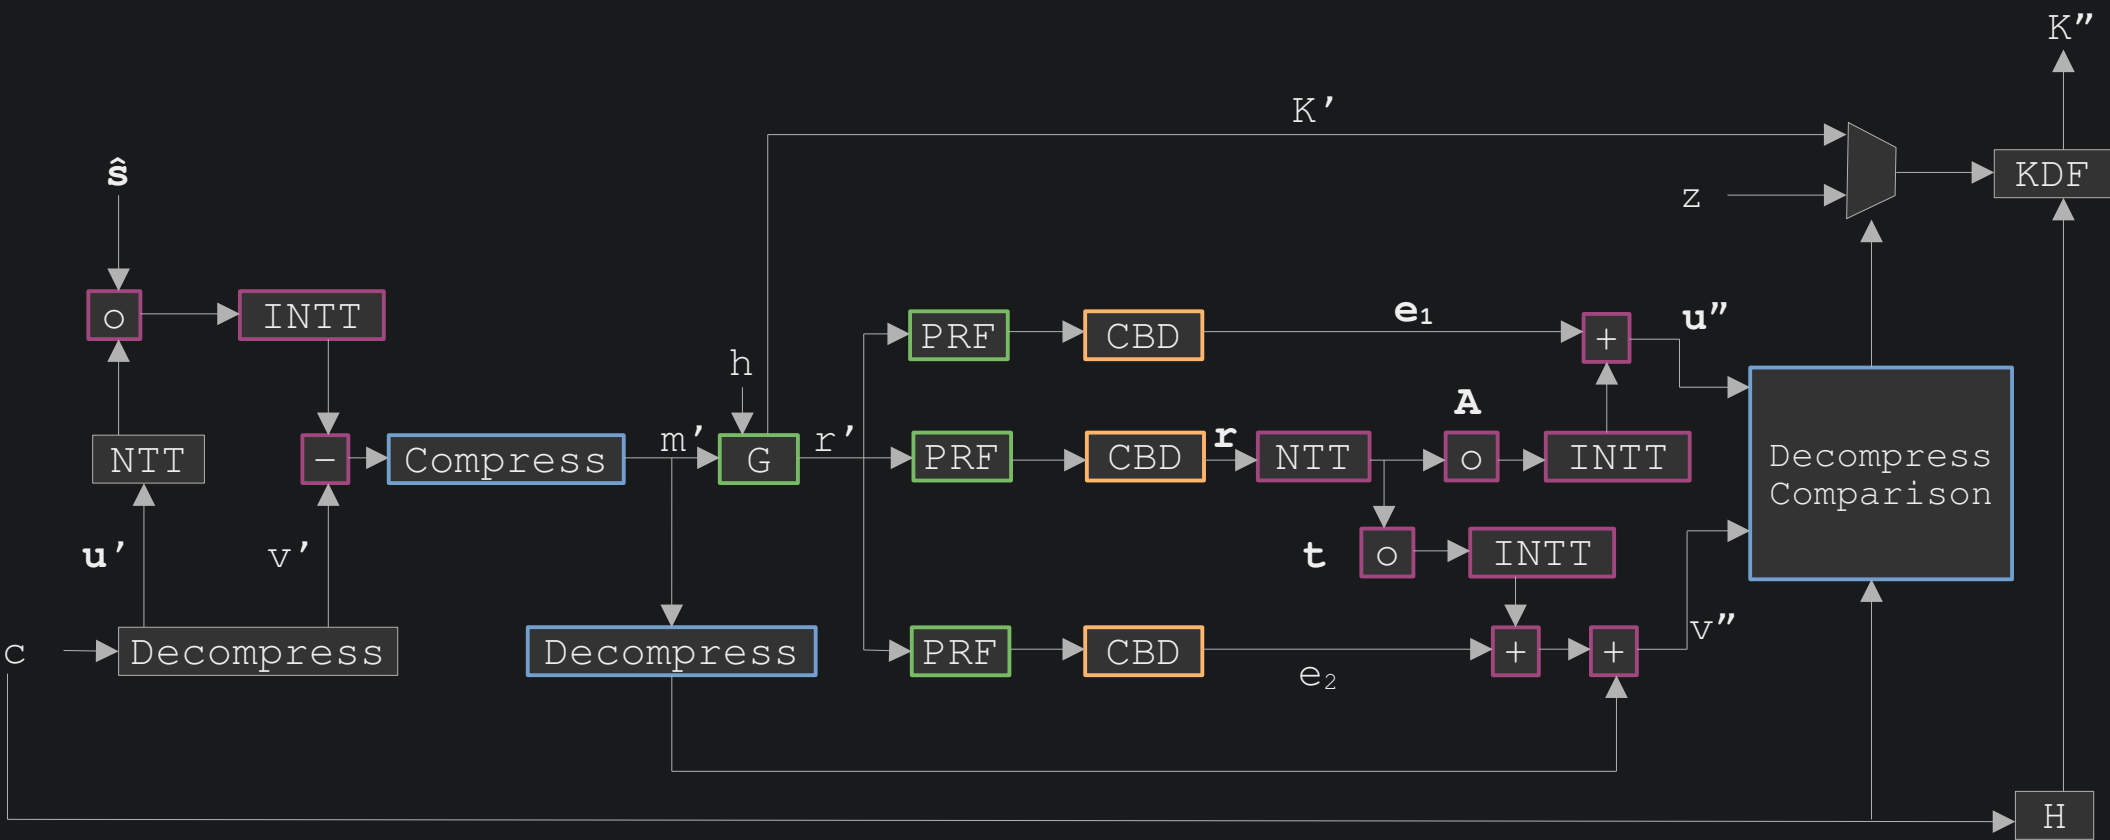 K″
K′
ŝ
z
KDF
○
INTT
PRF
CBD
e₁
+
u″
h
A
NTT
−
Compress
m′
G
r′
PRF
CBD
r
NTT
○
INTT
Decompress
Comparison
u′
v′
t
○
INTT
c
Decompress
Decompress
PRF
CBD
e₂
+
+
v″
H